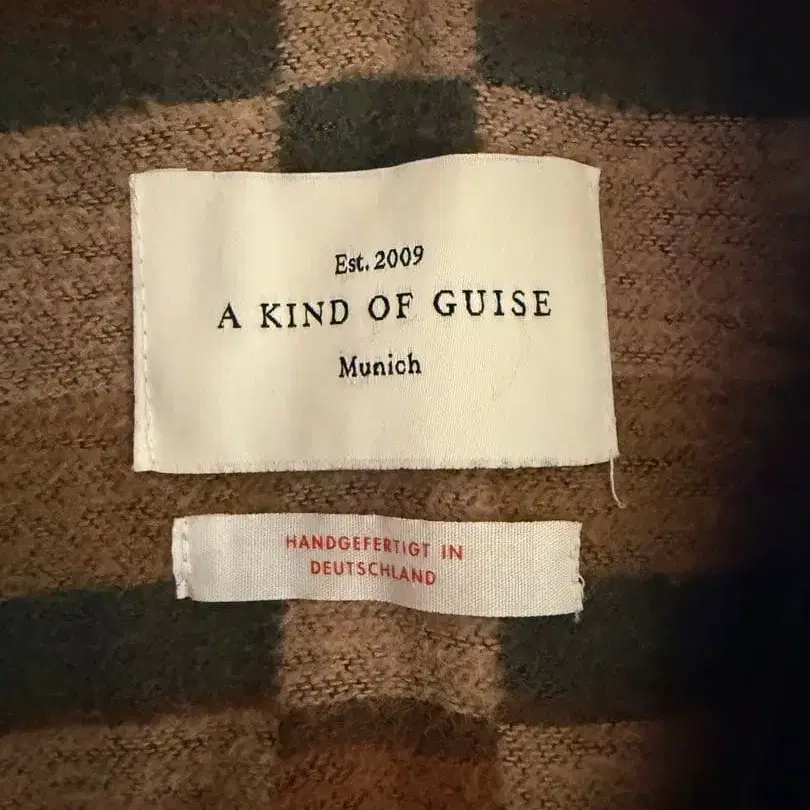 Est. 2009
A KIND OF GUISE
Munich
HANDGEFERTIGT IN
DEUTSCHLAND